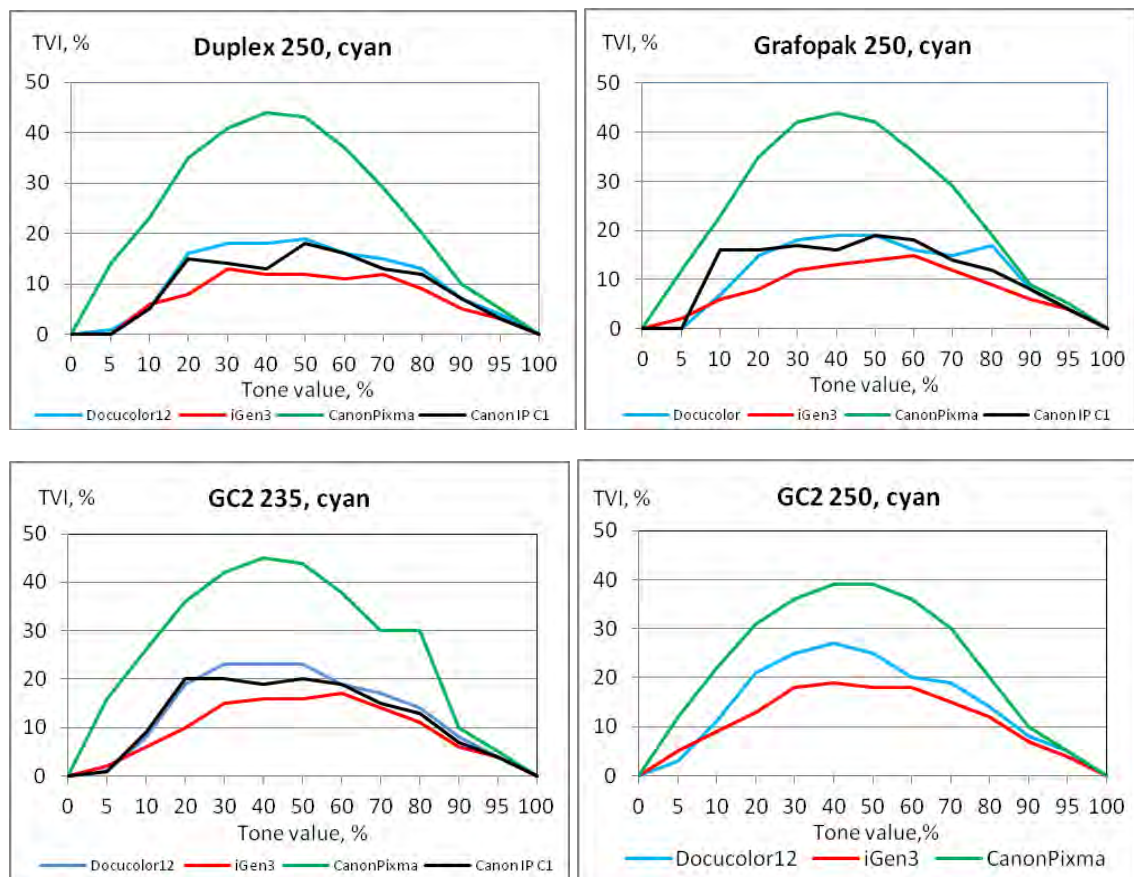 TVI, %
Duplex 250, cyan
50
40
30
20
10
0
0 5 10 20 30 40 50 60 70 80 90 95 100
Tone value, %
Docucolor12 iGen3 CanonPixma Canon IP C1
TVI, %
Grafopak 250, cyan
50
40
30
20
10
0
0 5 10 20 30 40 50 60 70 80 90 95 100
Tone value, %
Docucolor iGen3 CanonPixma Canon IP C1
TVI, %
GC2 235, cyan
50
40
30
20
10
0
0 5 10 20 30 40 50 60 70 80 90 95 100
Tone value, %
Docucolor12 iGen3 CanonPixma Canon IP C1
TVI, %
GC2 250, cyan
50
40
30
20
10
0
0 5 10 20 30 40 50 60 70 80 90 95 100
Tone value,%
Docucolor12 iGen3 CanonPixma